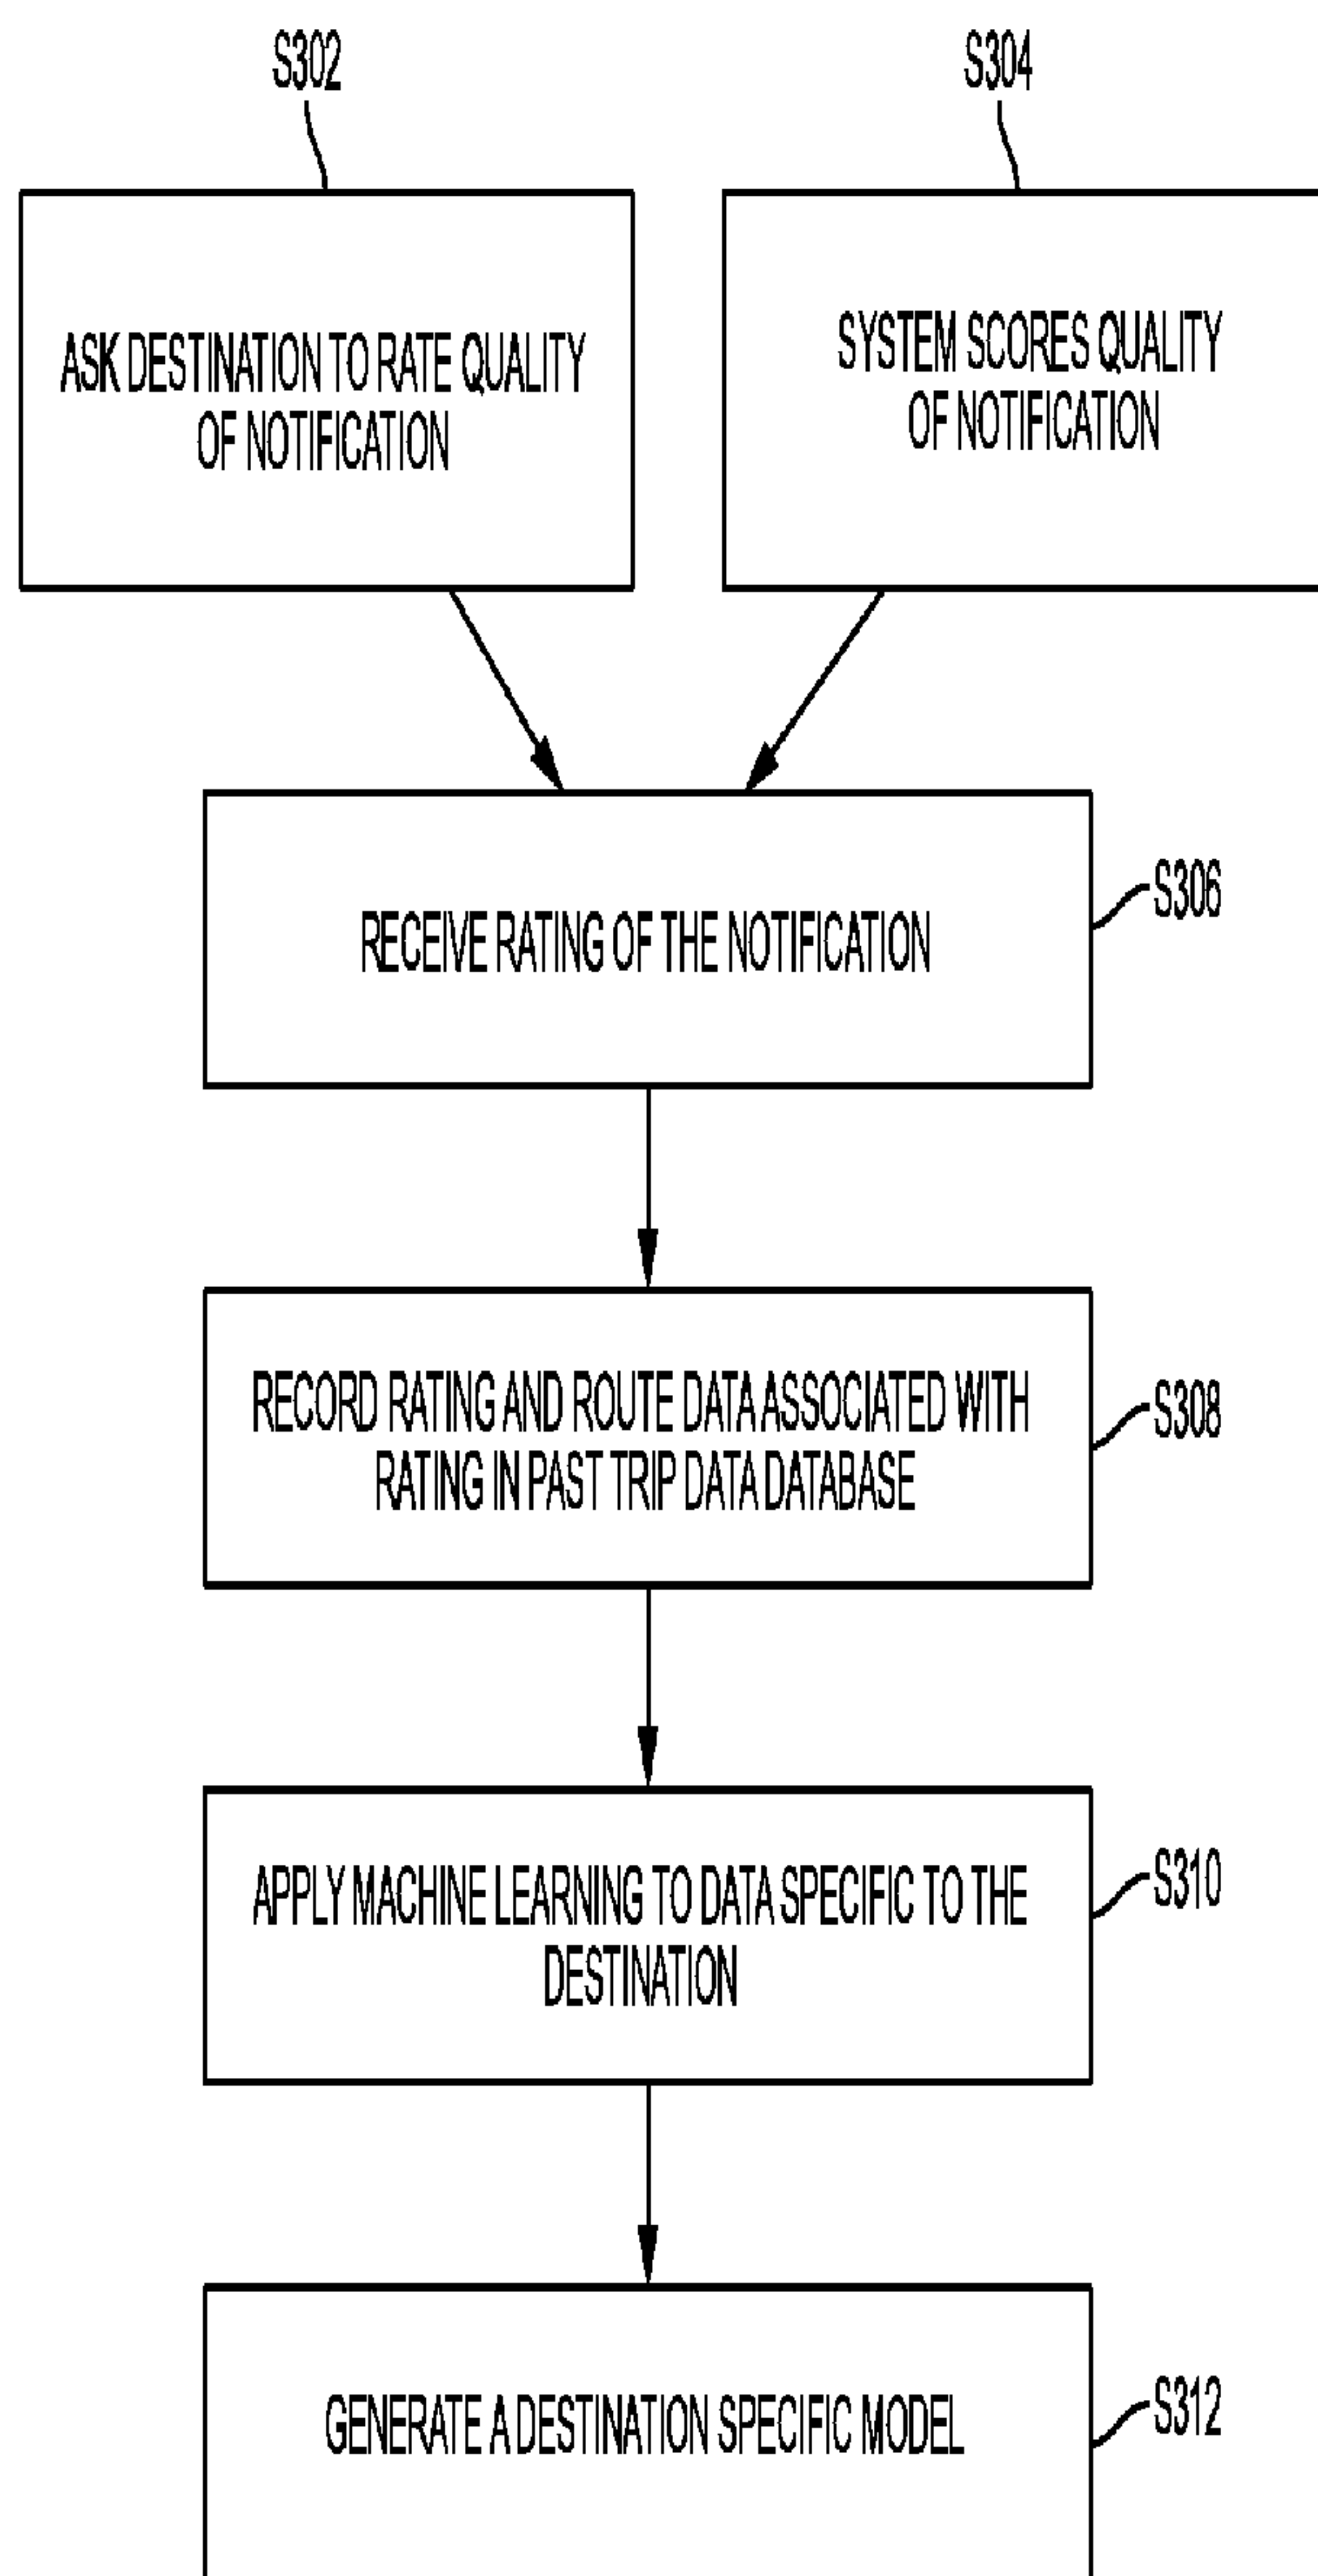 S302
S304
ASK DESTINATION TO RATE QUALITY
OF NOTIFICATION
SYSTEM SCORES QUALITY
OF NOTIFICATION
RECEIVE RATING OF THE NOTIFICATION
S306
RECORD RATING AND ROUTE DATA ASSOCIATED WITH
RATING IN PAST TRIP DATA DATABASE
S308
APPLY MACHINE LEARNING TO DATA SPECIFIC TO THE
DESTINATION
S310
GENERATE A DESTINATION SPECIFIC MODEL
S312